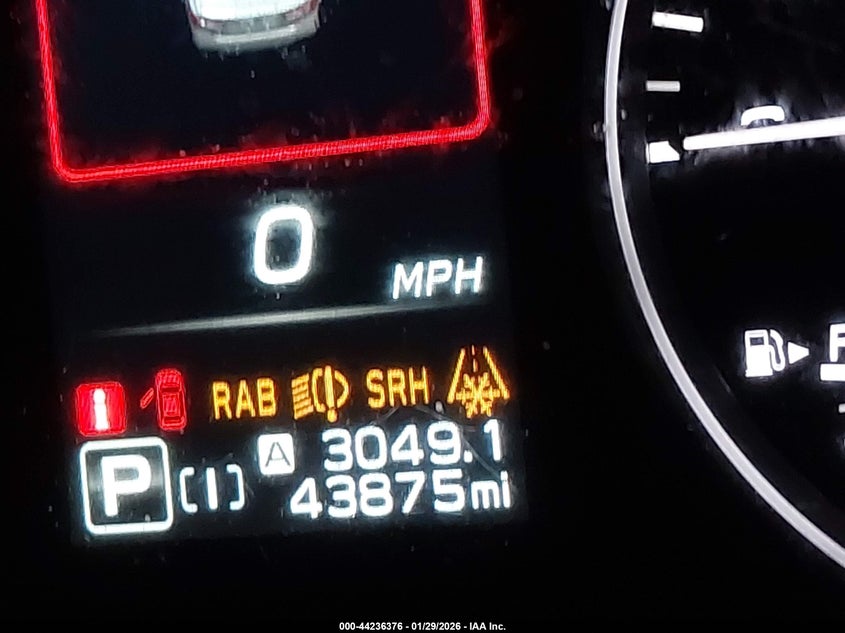 0
MPH
RAB SRH
P [I] A 3049.1
43875mi
F
000-44236376 - 01/29/2026 - IAA Inc.